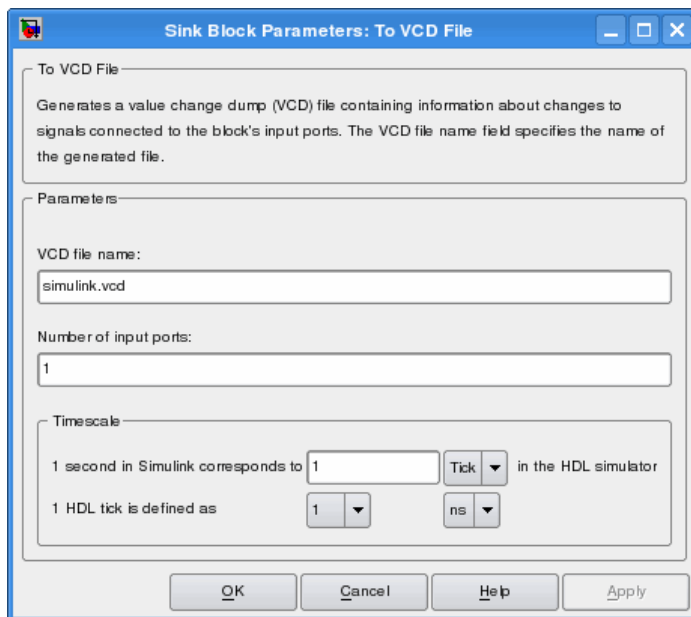 Sink Block Parameters: To VCD File
To VCD File
Generates a value change dump (VCD) file containing information about changes to
signals connected to the block's input ports. The VCD file name field specifies the name of
the generated file.
Parameters
VCD file name:
simulink.vcd
Number of input ports:
1
Timescale
1 second in Simulink corresponds to 1 Tick in the HDL simulator
1 HDL tick is defined as 1 ns
OK Cancel Help Apply